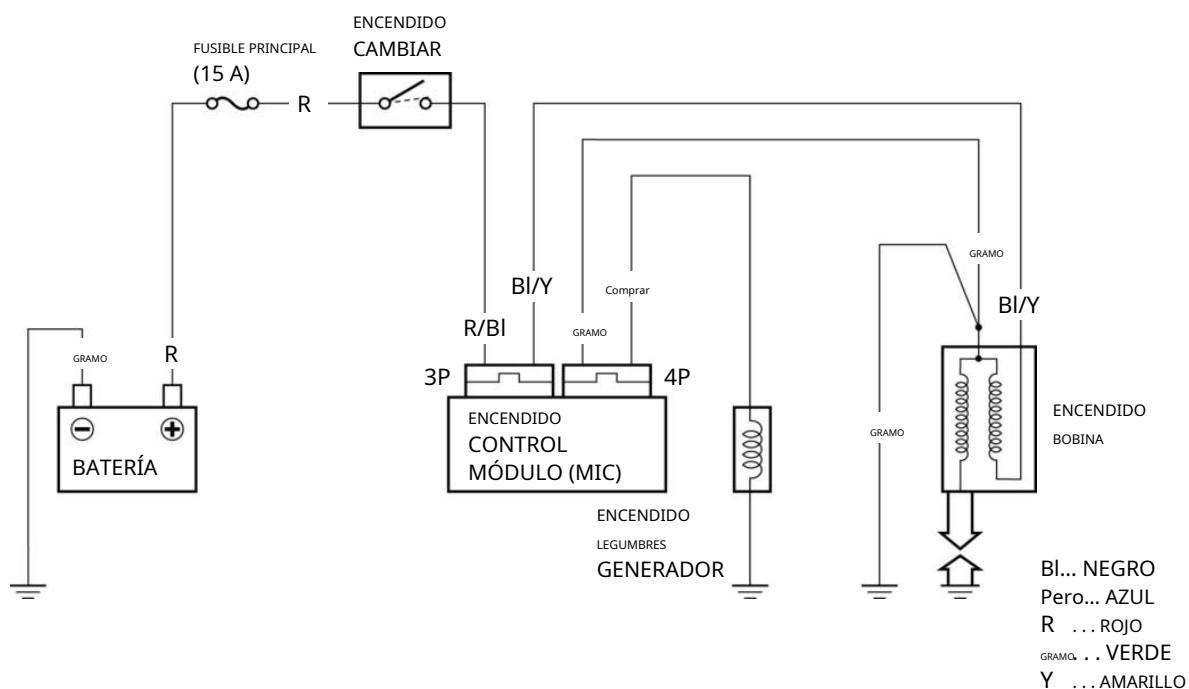 ENCENDIDO
CAMBIAR
FUSIBLE PRINCIPAL
(15 A)
R
Bl/Y
Comprar
GRAMO
Bl/Y
R/Bl
GRAMO
GRAMO
R
3P
4P
BATERÍA
ENCENDIDO
CONTROL
MÓDULO (MIC)
GRAMO
ENCENDIDO
BOBINA
ENCENDIDO
LEGUMBRES
GENERADOR
Bl... NEGRO
Pero... AZUL
R ... ROJO
GRAMO. . . VERDE
Y ... AMARILLO